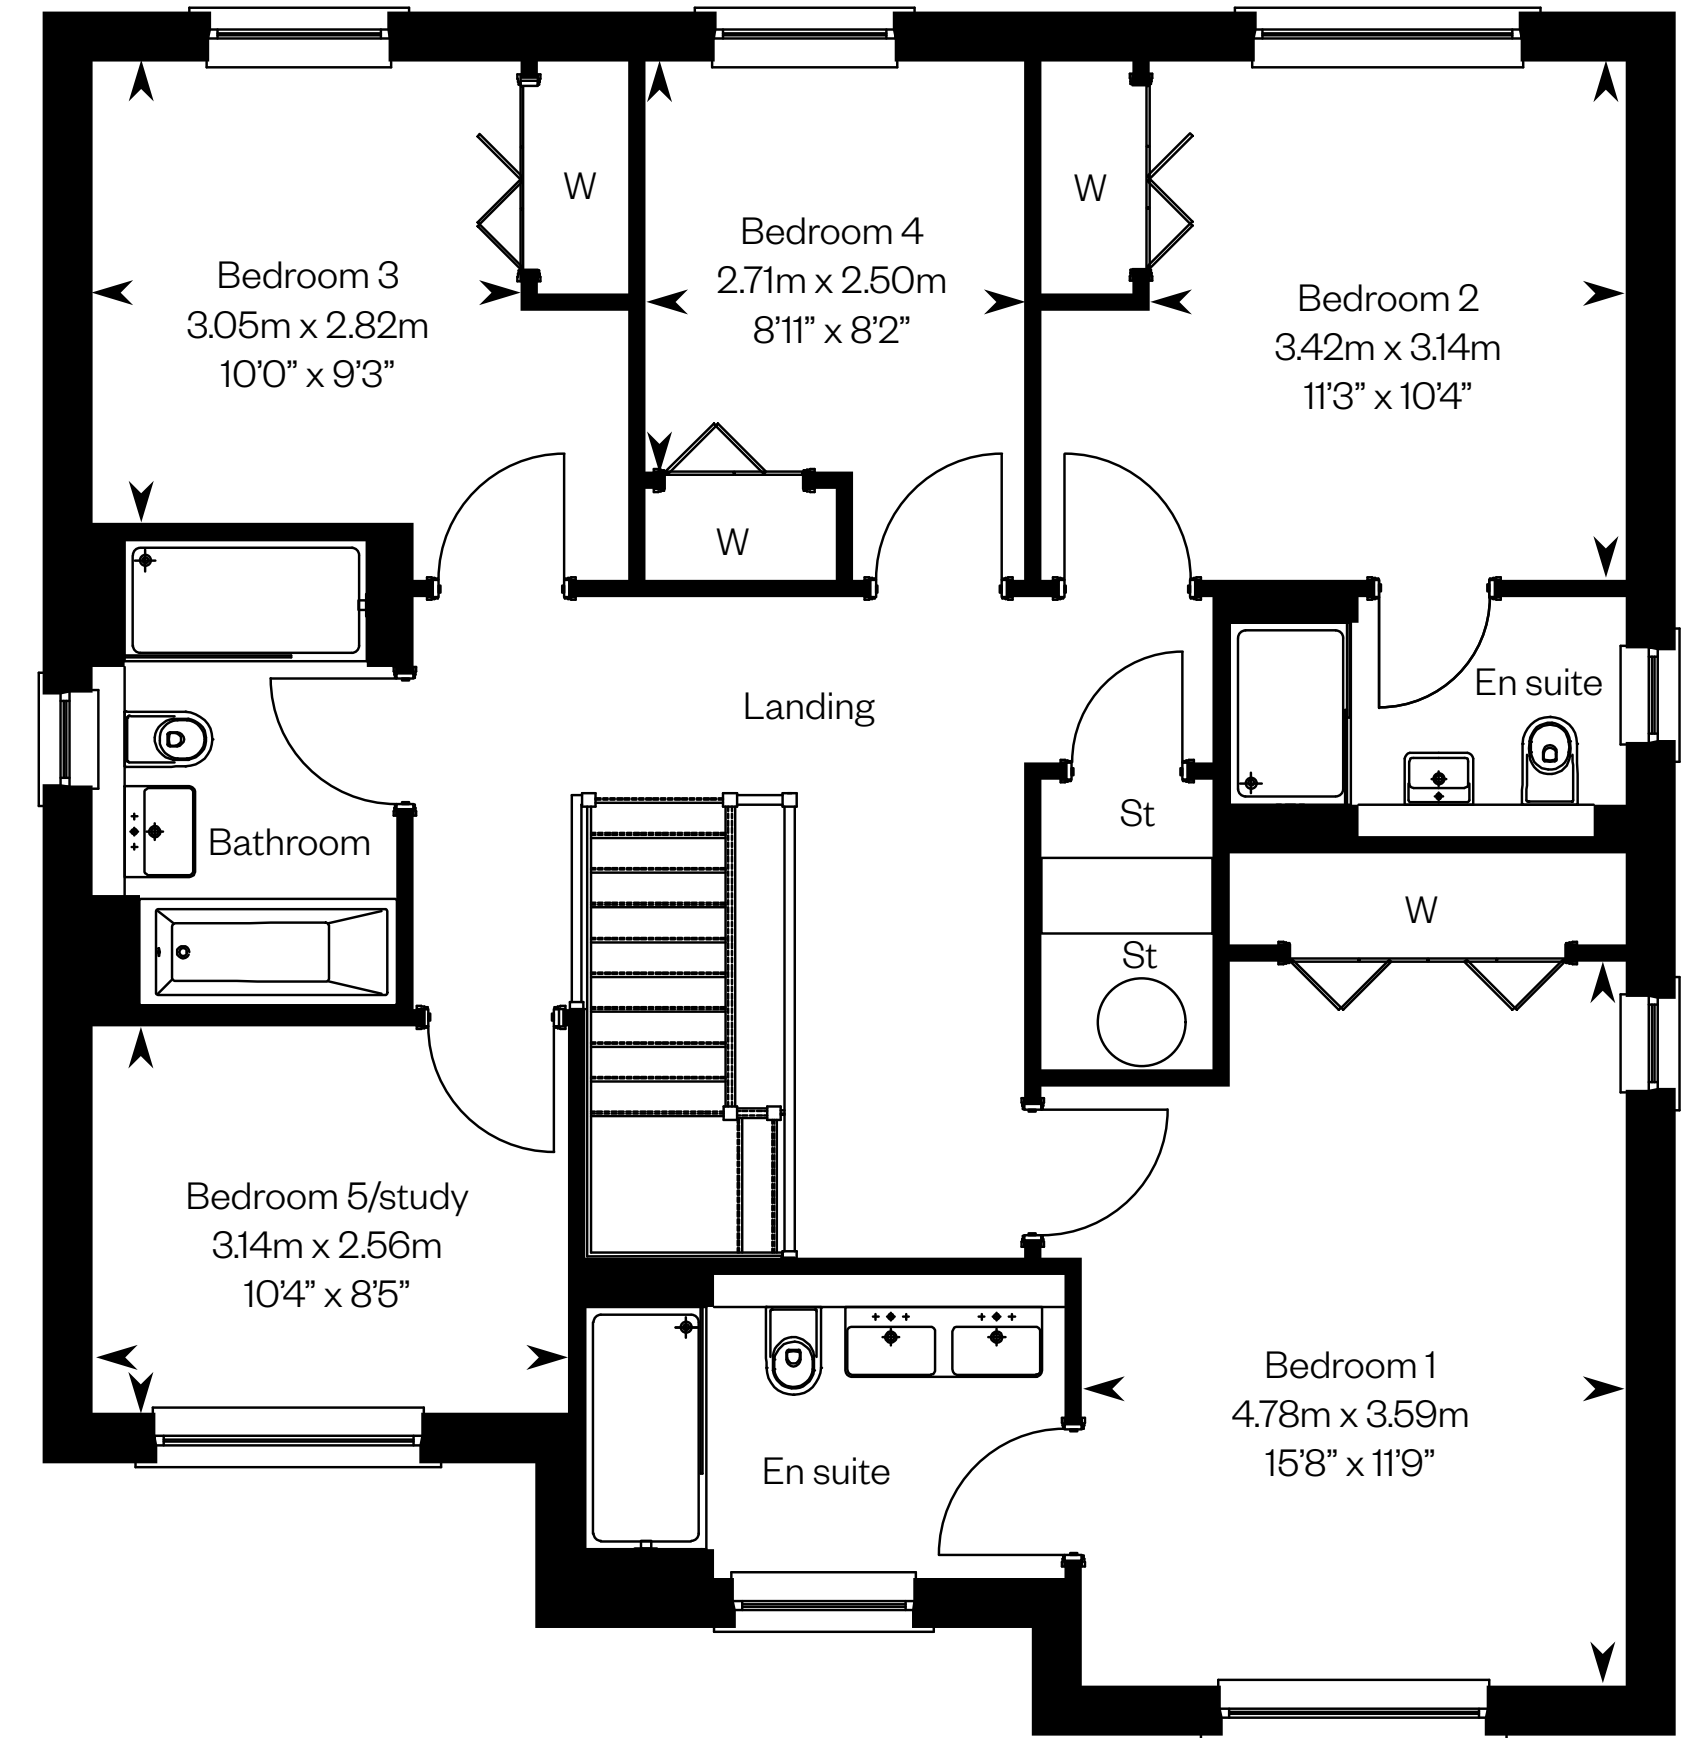 W
W
Bedroom 3
3.05m x 2.82m
10’0” x 9’3”
Bedroom 4
2.71m x 2.50m
8’11” x 8’2”
Bedroom 2
3.42m x 3.14m
11’3” x 10’4”
W
Landing
En suite
Bathroom
St
W
St
Bedroom 5/study
3.14m x 2.56m
10’4” x 8’5”
Bedroom 1
4.78m x 3.59m
15’8” x 11’9”
En suite